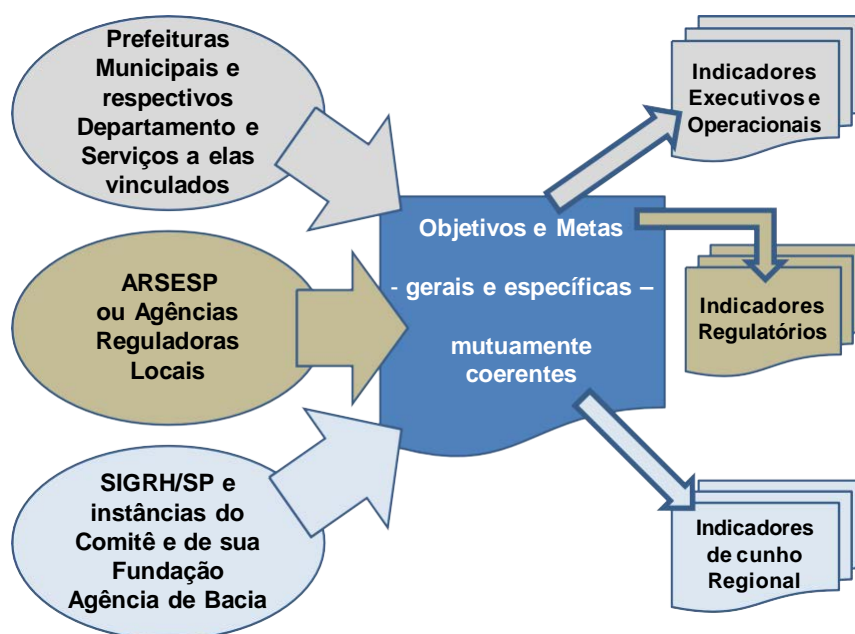 Prefeituras
Municipais e
respectivos
Departamento e
Serviços a elas
vinculados
ARSESP
ou Agências
Reguladoras
Locais
SIGRH/SP e
instâncias do
Comitê e de sua
Fundação
Agência de Bacia
Objetivos e Metas
- gerais e específicas –
mutuamente
coerentes
Indicadores
Executivos e
Operacionais
Indicadores
Regulatórios
Indicadores
de cunho
Regional